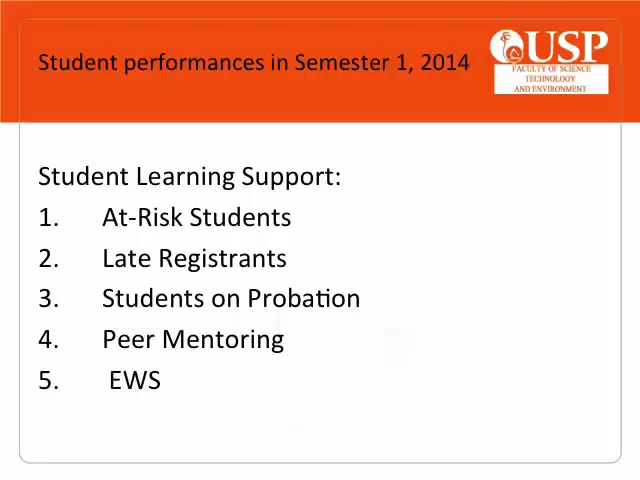 Student performances in Semester 1, 2014
USP
FACULTY OF SCIENCE
TECHNOLOGY
AND ENVIRONMENT
Student Learning Support:
1. At-Risk Students
2. Late Registrants
3. Students on Probation
4. Peer Mentoring
5. EWS